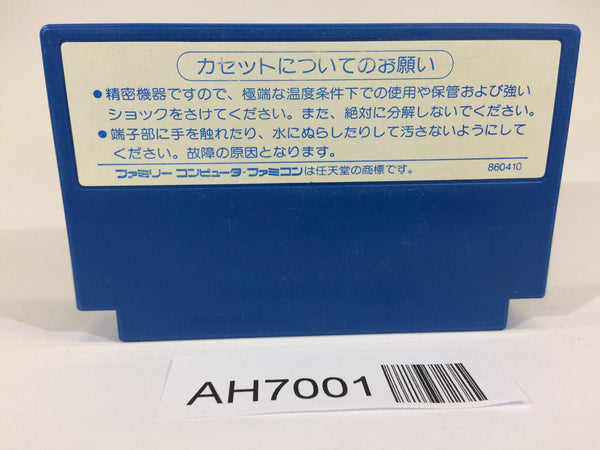 カセットについてのお願い
●精密機器ですので、極端な温度条件下での使用や保管および強い
ショックをさけてください。また、絶対に分解しないでください。
●端子部に手を触れたり、水にぬらしたりして汚さないようにして
ください。故障の原因となります。
ファミリー コンピュータ・ファミコンは任天堂の商標です。 860410
AH7001